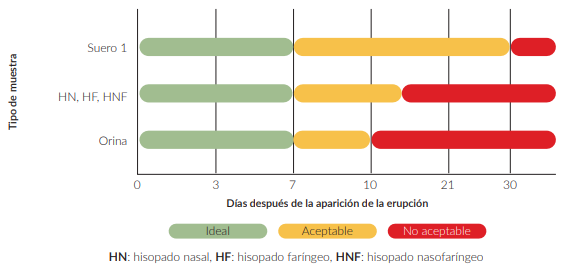 Tipo de muestra
Suero 1
HN, HF, HNF
Orina
0 3 7 10 21 30
Días después de la aparición de la erupción
Ideal Aceptable No aceptable
HN: hisopado nasal, HF: hisopado faríngeo, HNF: hisopado nasofaríngeo